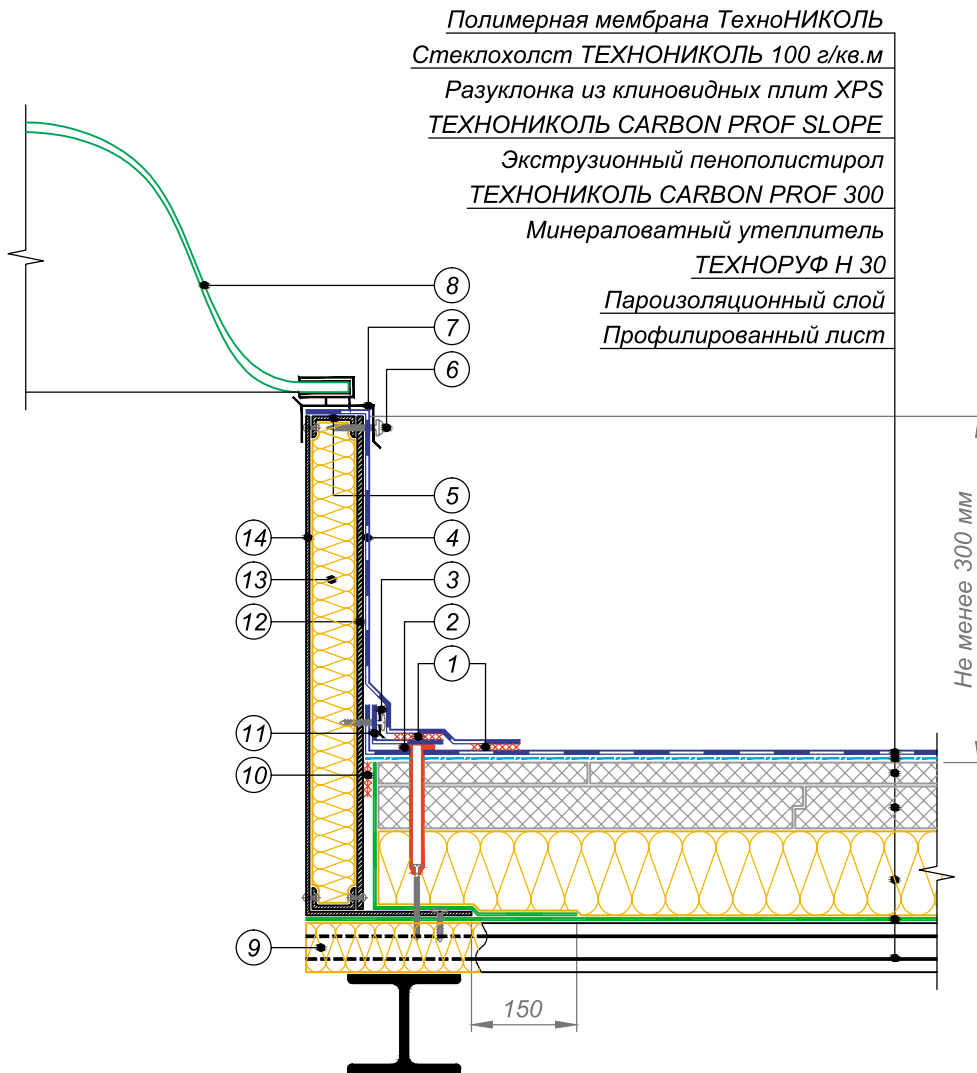 Полимерная мембрана ТехноНИКОЛЬ
Стеклохолст ТЕХНОНИКОЛЬ 100 г/кв.м
Разуклонка из клиновидных плит XPS
ТЕХНОНИКОЛЬ CARBON PROF SLOPE
Экструзионный пенополистирол
ТЕХНОНИКОЛЬ CARBON PROF 300
Минераловатный утеплитель
ТЕХНОРУФ Н 30
Пароизоляционный слой
Профилированный лист
8
7
6
5
4
3
2
1
14
13
12
11
10
9
Не менее 300 мм
150